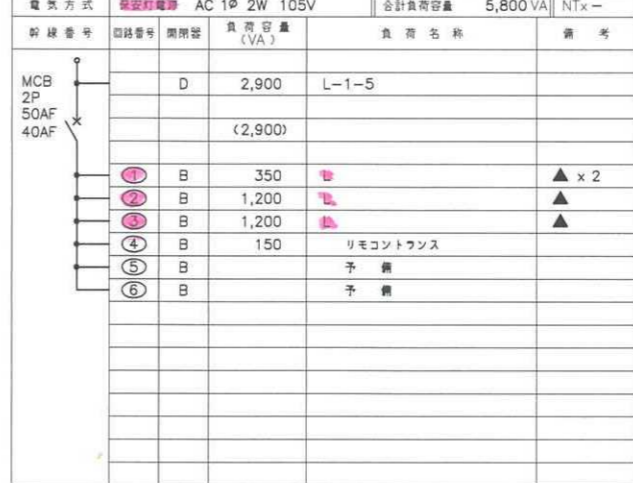 電気方式 保安灯電源 AC 1φ 2W 105V 合計負荷容量 5,800 VA NTx −
幹線番号 回路番号 開閉器 負荷容量(VA) 負荷名称 備考
MCB
2P
50AF
40AF
D 2,900 L-1-5
(2,900)
① B 350 L ▲ x 2
② B 1,200 L ▲
③ B 1,200 L ▲
④ B 150 リモコントランス
⑤ B 予備
⑥ B 予備